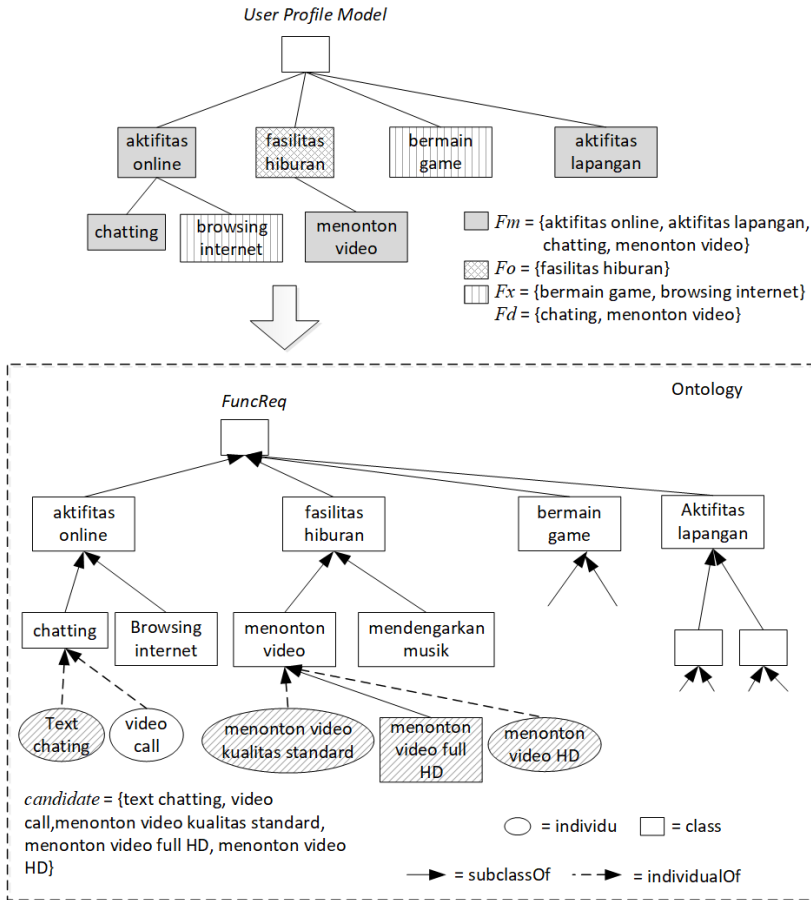 User Profile Model
aktifitas
online
fasilitas
hiburan
bermain
game
aktifitas
lapangan
chatting
browsing
internet
menonton
video
Fm = {aktifitas online, aktifitas lapangan,
chatting, menonton video}
Fo = {fasilitas hiburan}
Fx = {bermain game, browsing internet}
Fd = {chating, menonton video}
Ontology
FuncReq
aktifitas
online
fasilitas
hiburan
bermain
game
Aktifitas
lapangan
chatting
Browsing
internet
menonton
video
mendengarkan
musik
Text
chating
video
call
menonton video
kualitas standard
menonton
video full
HD
menonton
video HD
candidate = {text chatting, video
call,menonton video kualitas standard,
menonton video full HD, menonton video
HD}
= individu
= class
= subclassOf
= individualOf